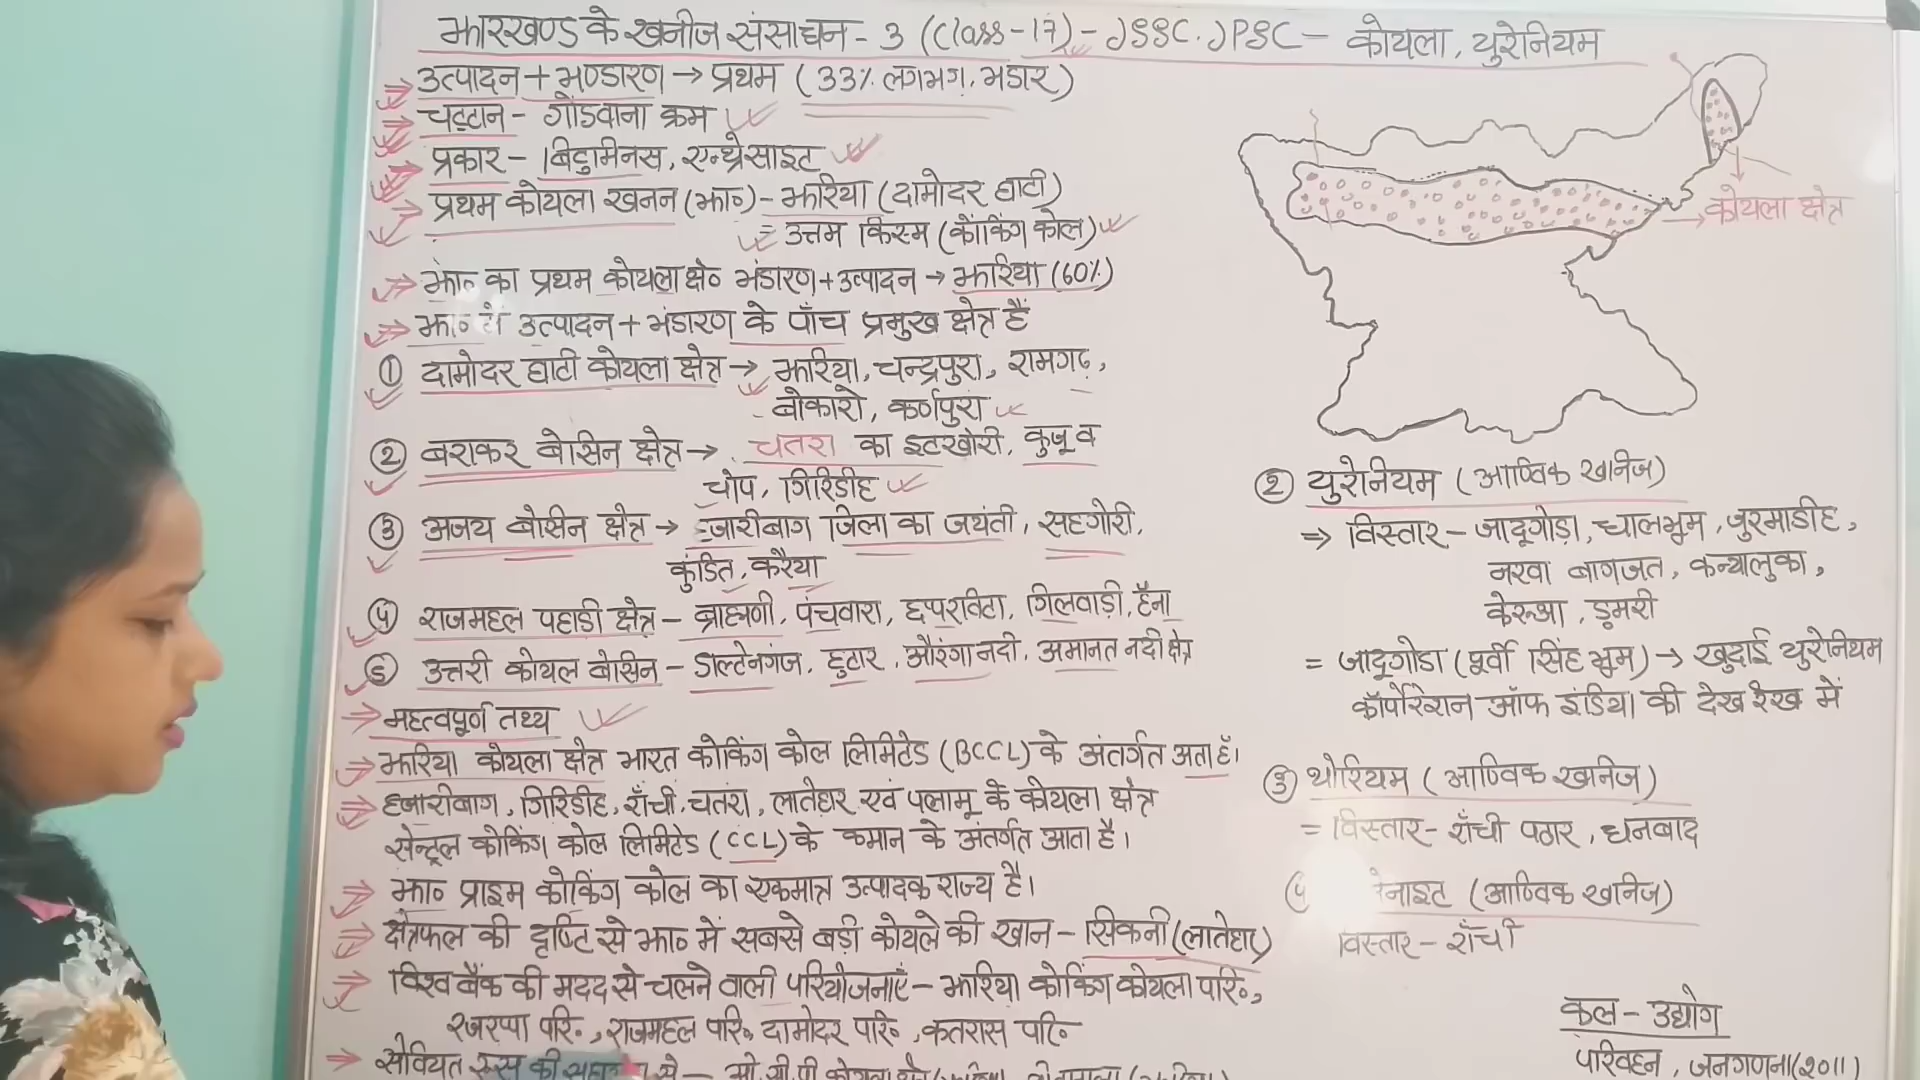 झारखण्ड के खनीज संसाधन - 3 (Class-17) - JSSC, JPSC - कोयला, युरेनियम
⇒ उत्पादन + भण्डारण → प्रथम (33% लगभग, भंडार)
⇒ चट्टान - गोंडवाना क्रम
⇒ प्रकार - बिटुमिनस, एन्थ्रेसाइट
⇒ प्रथम कोयला खनन (झा०) - झरिया (दामोदर घाटी)
= उत्तम किस्म (कोंकिंग कोल)
⇒ झा० का प्रथम कोयला क्षे० भंडारण + उत्पादन → झरिया (60%)
⇒ झा० में उत्पादन + भंडारण के पाँच प्रमुख क्षेत्र हैं
① दामोदर घाटी कोयला क्षेत्र → झरिया, चन्द्रपुरा, रामगढ़,
बोकारो, कर्णपुरा
② बराकर बेसिन क्षेत्र → चतरा का इटखोरी, कुजू व
चोप, गिरिडीह
③ अजय बेसिन क्षेत्र → हजारीबाग जिला का जयंती, सहगोरी,
कुंडित, करैया
④ राजमहल पहाडी क्षेत्र - ब्राह्मणी, पंचवारा, छपरविटा, गिलवाड़ी, हैना
⑥ उत्तरी कोयल बेसिन - डाल्टेनगंज, हुटार, औरंगा नदी, अमानत नदी क्षेत्र
⇒ महत्वपूर्ण तथ्य
⇒ झरिया कोयला क्षेत्र भारत कोकिंग कोल लिमिटेड (BCCL) के अंतर्गत अता है।
⇒ हजारीबाग, गिरिडीह, राँची, चतरा, लातेहार एवं पलामू के कोयला क्षेत्र
सेन्ट्रल कोकिंग कोल लिमिटेड (CCL) के कमान के अंतर्गत आता है।
⇒ झा० प्राइम कोकिंग कोल का एकमात्र उत्पादक राज्य है।
⇒ क्षेत्रफल की दृष्टि से झा० में सबसे बड़ी कोयले की खान - सिकनी (लातेहार)
⇒ विश्व बैंक की मदद से चलने वाली परियोजनाएँ - झरिया कोकिंग कोयला परि०,
रजरप्पा परि०, राजमहल परि० दामोदर परि०, कतरास परि०
⇒ सोवियत रूस की से -
कोयला क्षेत्र
② युरेनियम (आण्विक खनिज)
⇒ विस्तार - जादूगोड़ा, धालभूम, जुरमाडीह,
नरवा बागजत, कन्यालुका,
केरुआ, डुमरी
= जादूगोडा (पूर्वी सिंहभूम) → खुदाई युरेनियम
कॉर्पोरेशन ऑफ इंडिया की देख रेख में
③ थोरियम (आण्विक खनिज)
= विस्तार - राँची पठार, धनबाद
(आण्विक खनिज)
विस्तार - राँची
कल - उद्योग
परिवहन, जनगणना (2011)